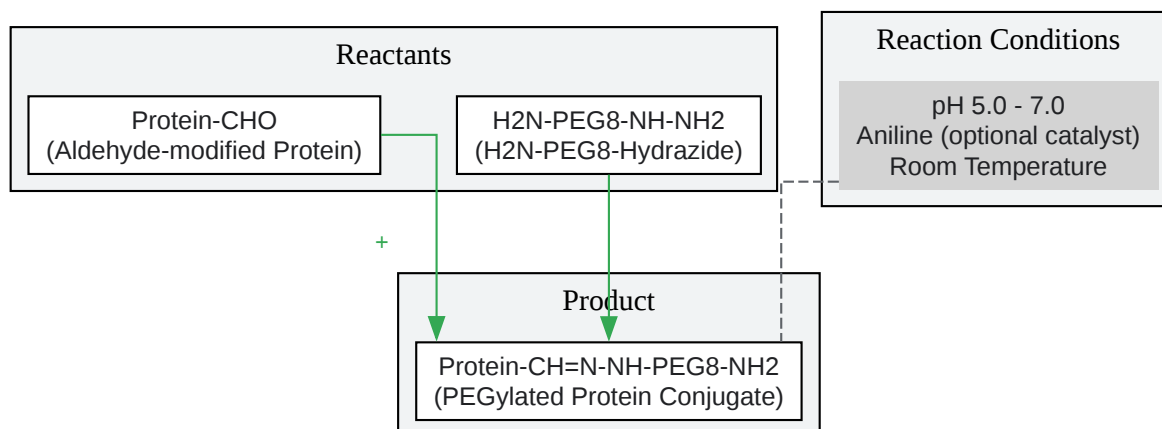 Reactants
Protein-CHO
(Aldehyde-modified Protein)
H2N-PEG8-NH-NH2
(H2N-PEG8-Hydrazide)
Reaction Conditions
pH 5.0 - 7.0
Aniline (optional catalyst)
Room Temperature
+
Product
Protein-CH=N-NH-PEG8-NH2
(PEGylated Protein Conjugate)